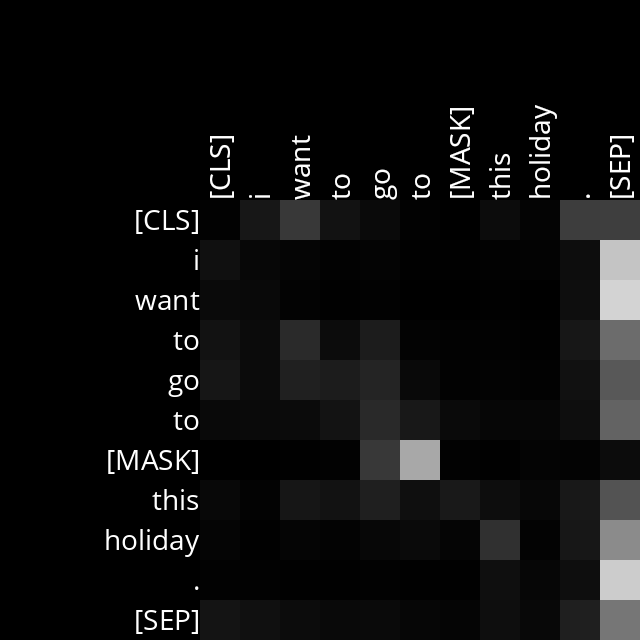 [CLS] i want to go to [MASK] this holiday . [SEP]
[CLS]
i
want
to
go
to
[MASK]
this
holiday
.
[SEP]